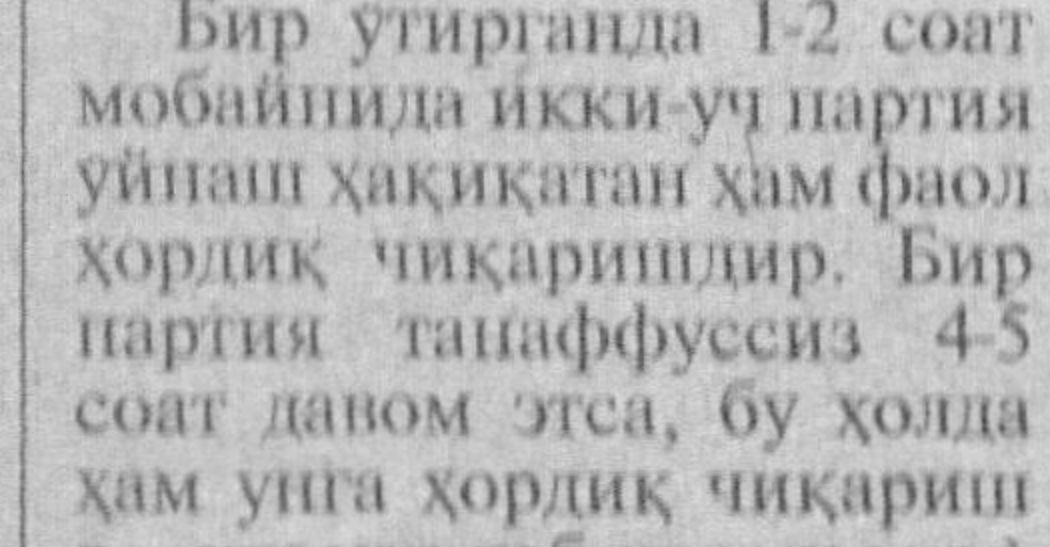 Бир ўтирганда 1-2 соат
мобайнида икки-уч партия
ўйнаш ҳақиқатан ҳам фаол
ҳордиқ чиқаришдир. Бир
партия танаффуссиз 4-5
соат давом этса, бу ҳолда
ҳам унга ҳордиқ чиқариш